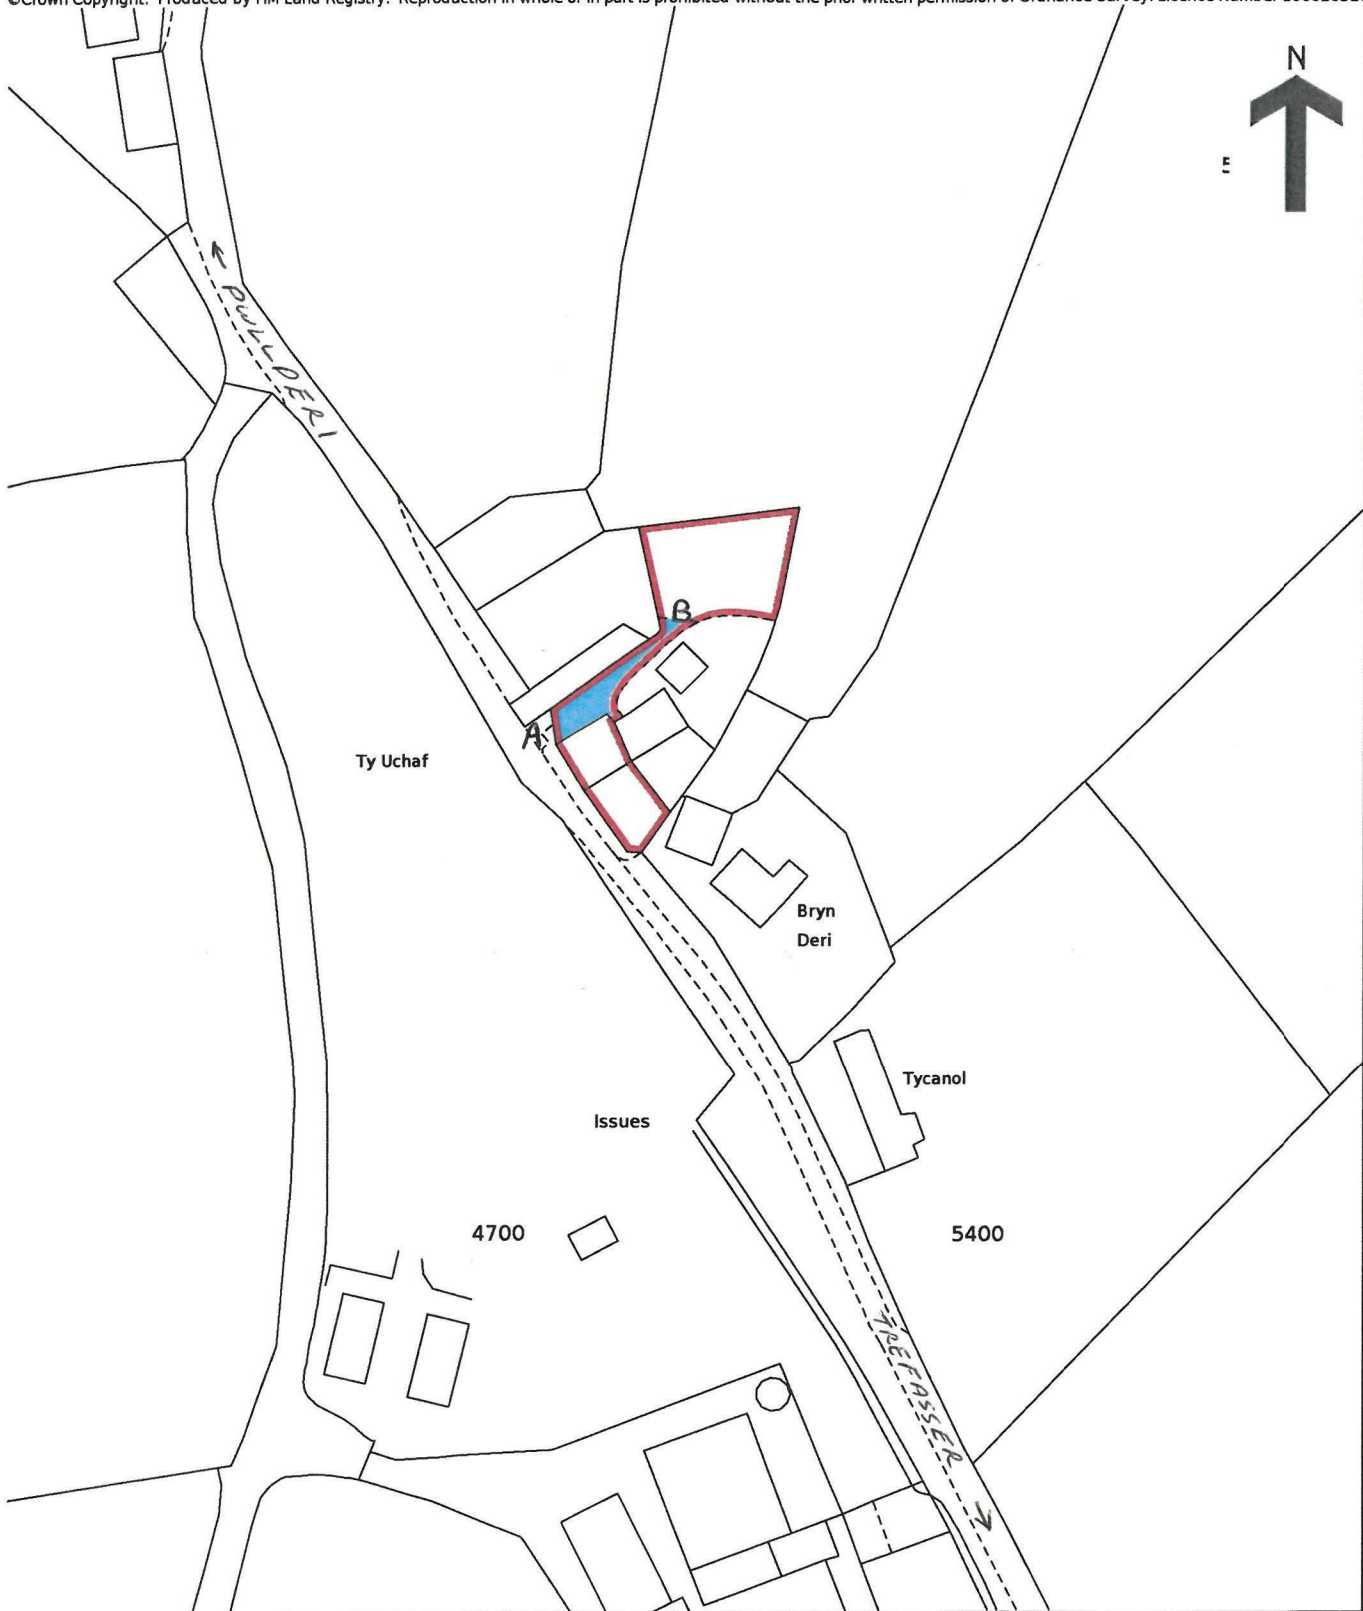 ©Crown Copyright. Produced by HM Land Registry. Reproduction in whole or in part is prohibited without the prior written permission of Ordnance Survey. Licence Number
N
PWLLDERI
B
A
Ty Uchaf
Bryn
Deri
Tycanol
Issues
4700
5400
TREFASSER